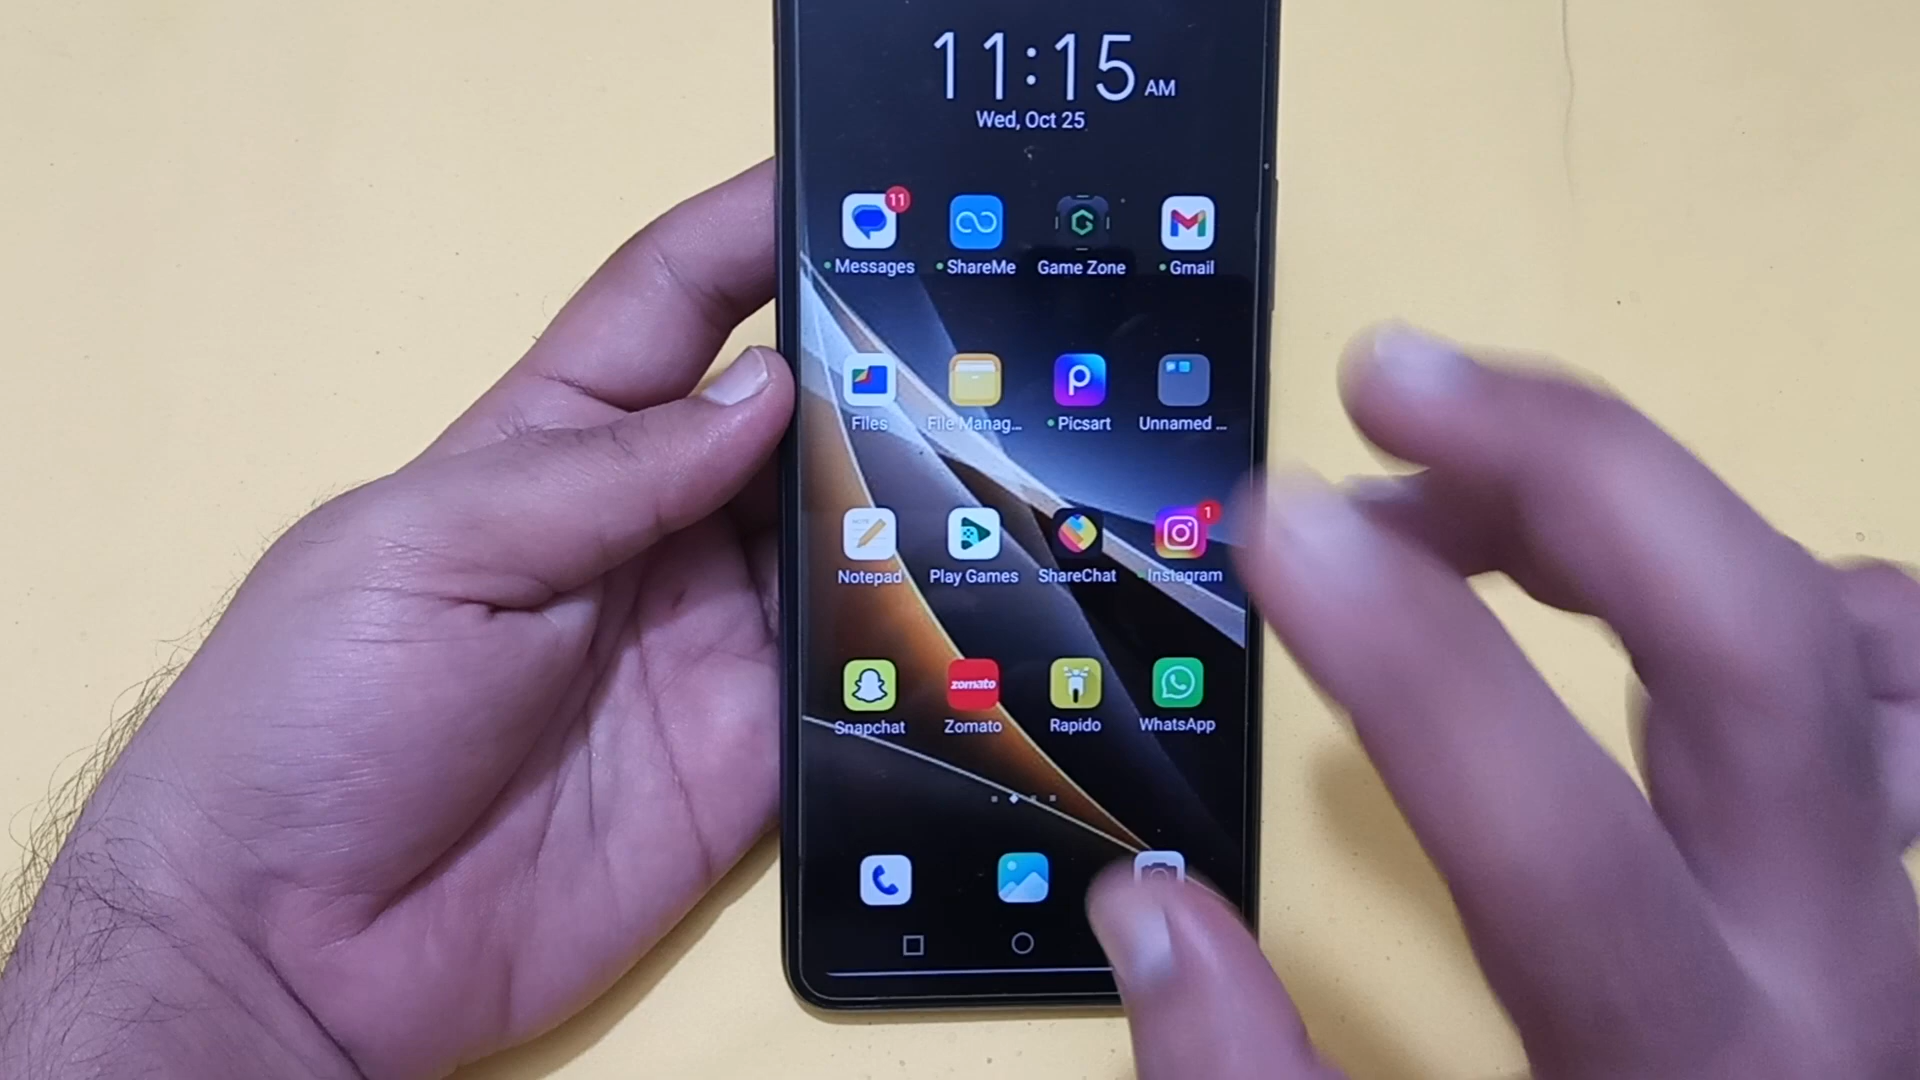 11:15 AM
Wed, Oct 25
11
Messages ShareMe Game Zone Gmail
Files File Manag... Picsart Unnamed ...
NOTE
1
Notepad Play Games ShareChat Instagram
zomato
Snapchat Zomato Rapido WhatsApp